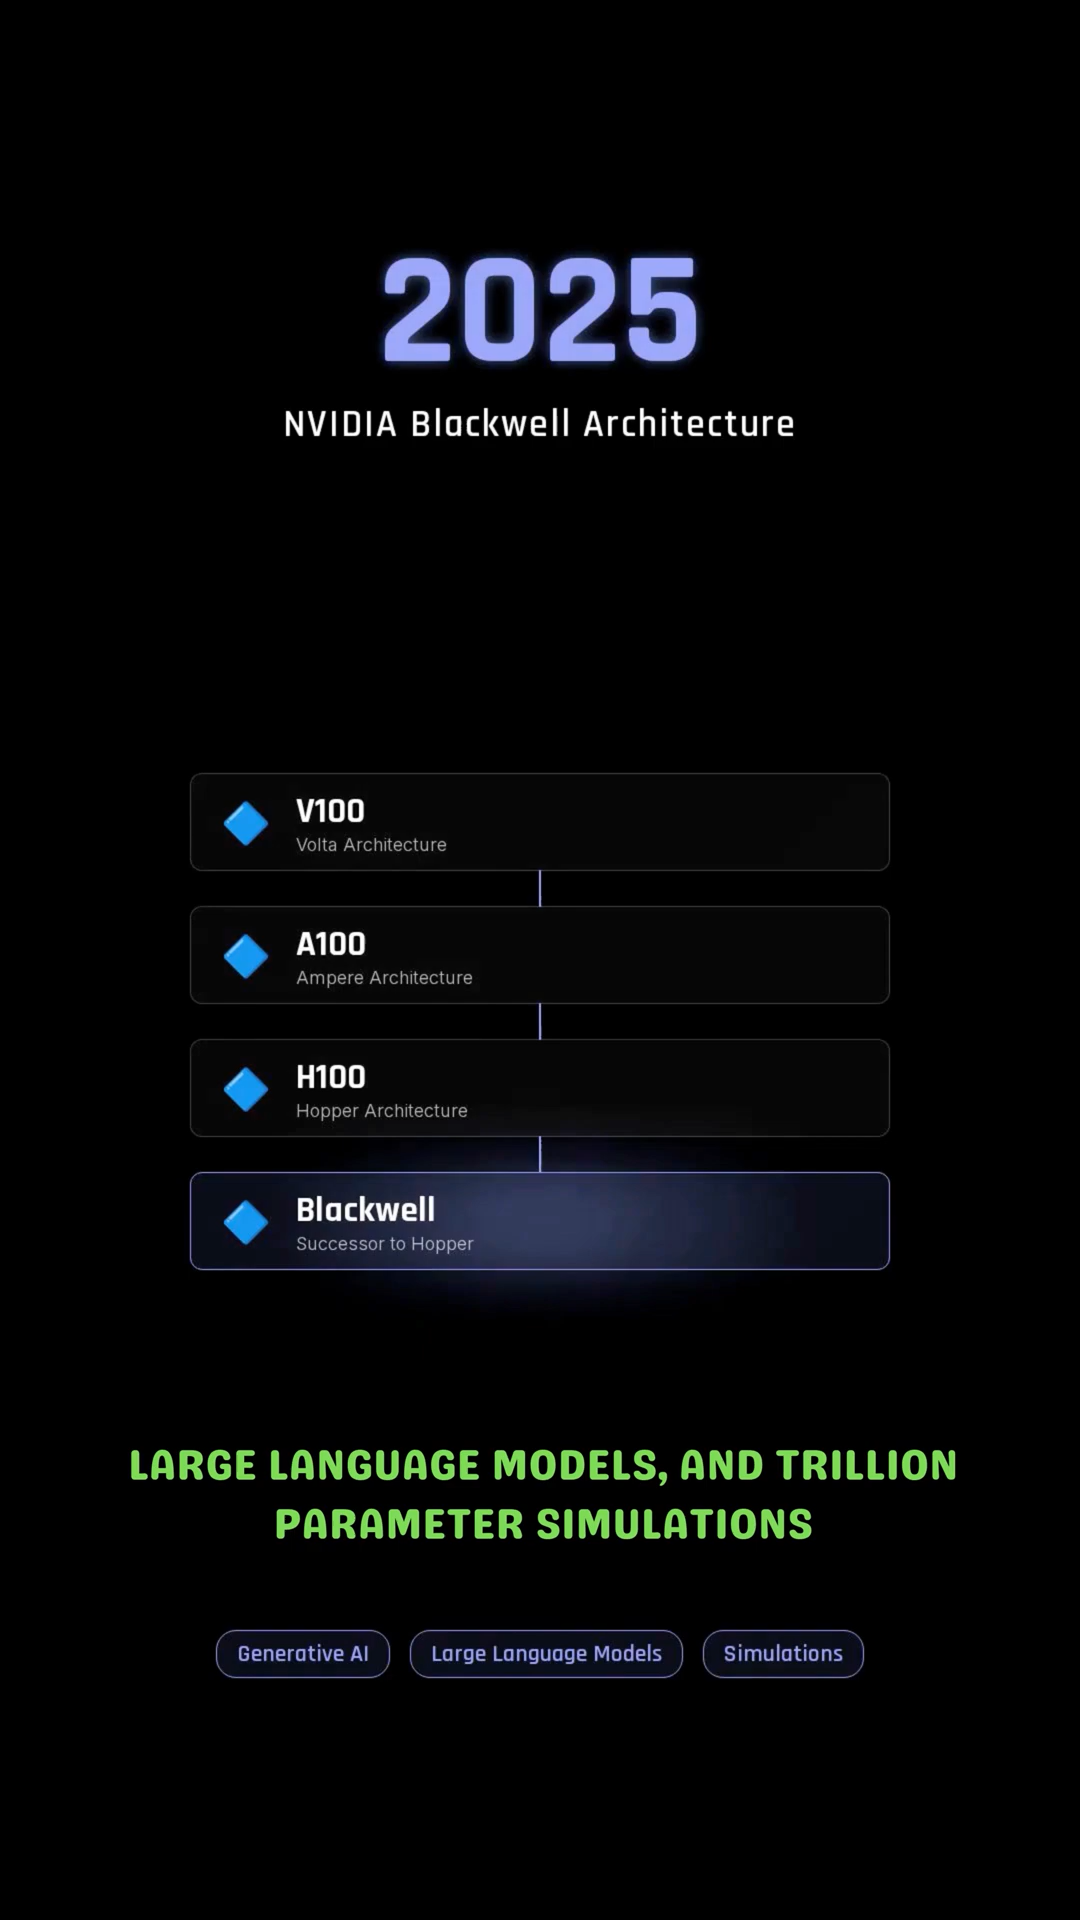 2025
NVIDIA Blackwell Architecture
V100
Volta Architecture
A100
Ampere Architecture
H100
Hopper Architecture
Blackwell
Successor to Hopper
LARGE LANGUAGE MODELS, AND TRILLION
PARAMETER SIMULATIONS
Generative AI
Large Language Models
Simulations